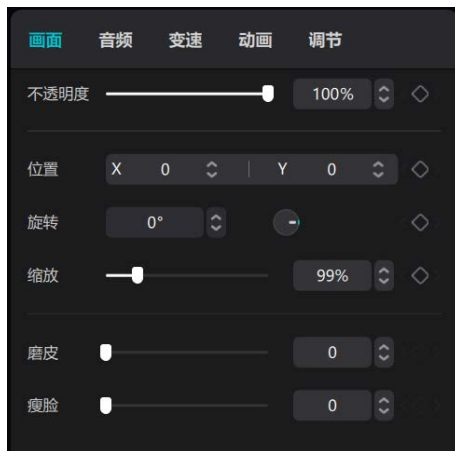 画面 音频 变速 动画 调节
不透明度 100%
位置 X 0 Y 0
旋转 0°
缩放 99%
磨皮 0
瘦脸 0